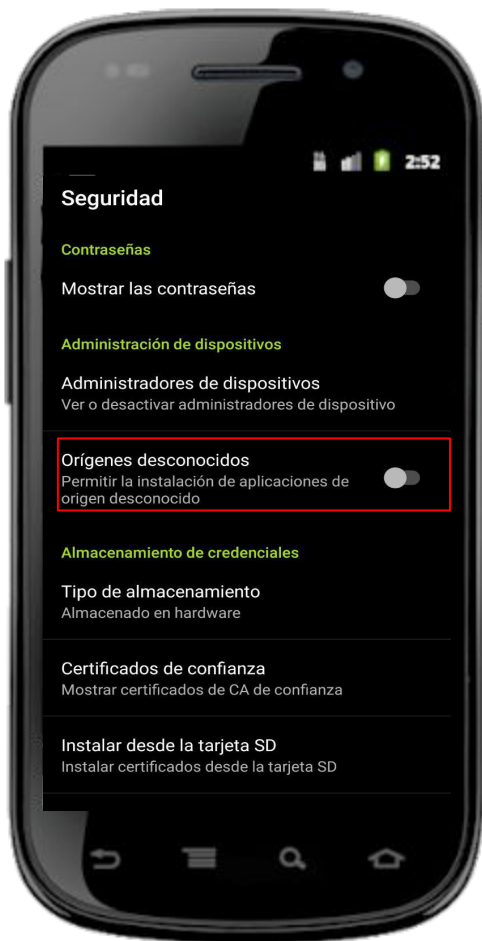 2:52
Seguridad
Contraseñas
Mostrar las contraseñas
Administración de dispositivos
Administradores de dispositivos
Ver o desactivar administradores de dispositivo
Orígenes desconocidos
Permitir la instalación de aplicaciones de
origen desconocido
Almacenamiento de credenciales
Tipo de almacenamiento
Almacenado en hardware
Certificados de confianza
Mostrar certificados de CA de confianza
Instalar desde la tarjeta SD
Instalar certificados desde la tarjeta SD